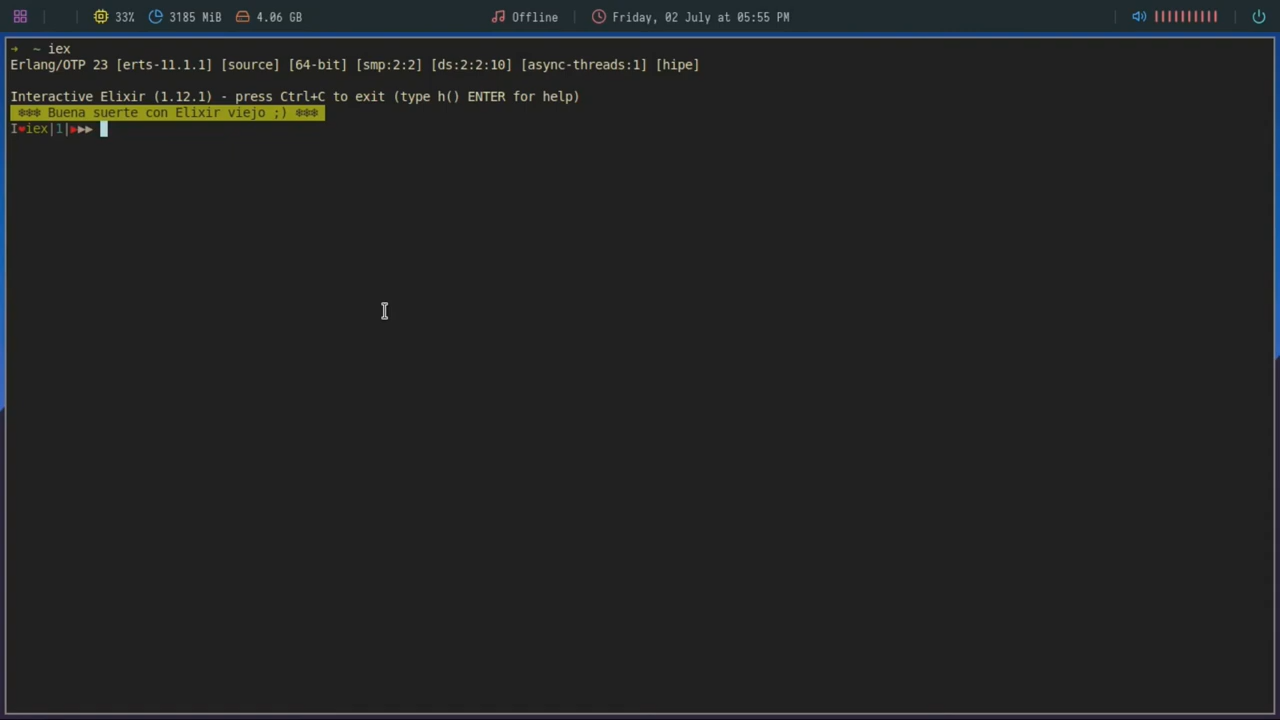 33% 3185 MiB 4.06 GB Offline Friday, 02 July at 05:55 PM
→ ~ iex
Erlang/OTP 23 [erts-11.1.1] [source] [64-bit] [smp:2:2] [ds:2:2:10] [async-threads:1] [hipe]
Interactive Elixir (1.12.1) - press Ctrl+C to exit (type h() ENTER for help)
❄❄❄ Buena suerte con Elixir viejo ;) ❄❄❄
I♥iex|1|▶▶▶